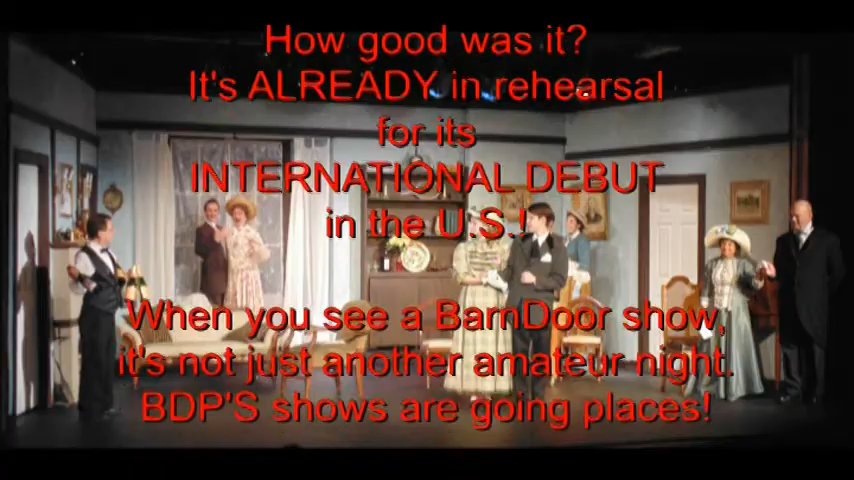 How good was it?
It's ALREADY in rehearsal
for its
INTERNATIONAL DEBUT
in the U.S.!
When you see a BarnDoor show,
it's not just another amateur night.
BDP'S shows are going places!